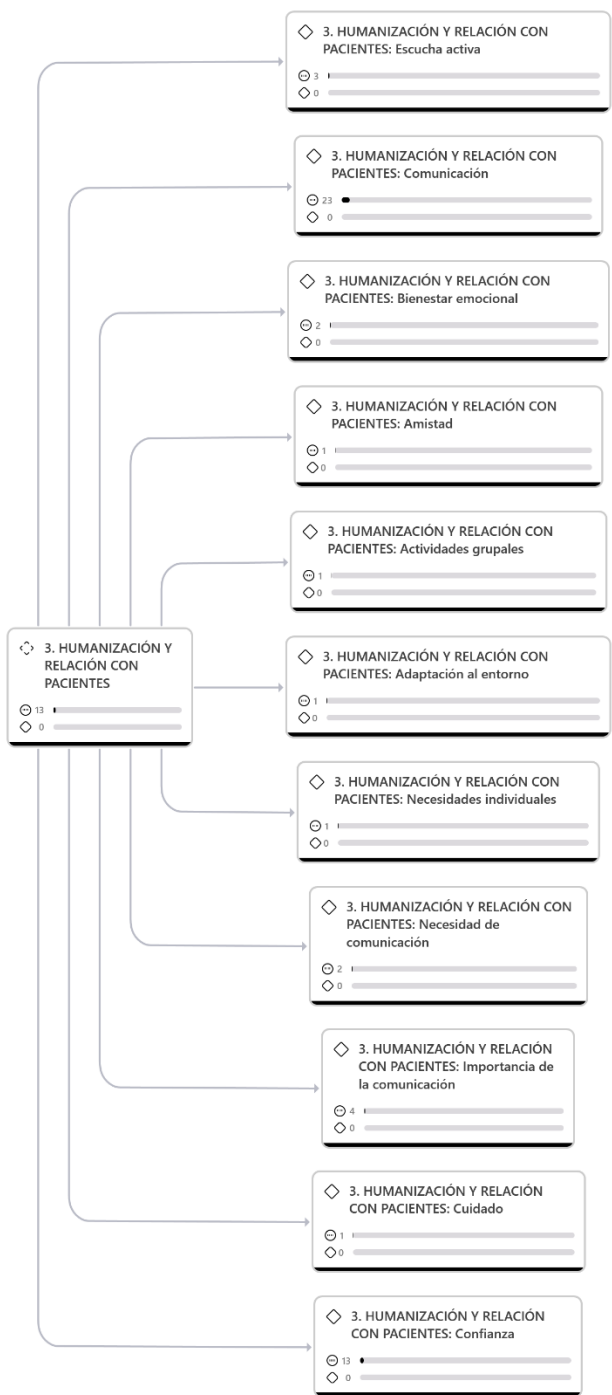 3. HUMANIZACIÓN Y RELACIÓN CON
PACIENTES: Escucha activa
3
0
3. HUMANIZACIÓN Y RELACIÓN CON
PACIENTES: Comunicación
23
0
3. HUMANIZACIÓN Y RELACIÓN CON
PACIENTES: Bienestar emocional
2
0
3. HUMANIZACIÓN Y RELACIÓN CON
PACIENTES: Amistad
1
0
3. HUMANIZACIÓN Y RELACIÓN CON
PACIENTES: Actividades grupales
1
0
3. HUMANIZACIÓN Y
RELACIÓN CON
PACIENTES
13
0
3. HUMANIZACIÓN Y RELACIÓN CON
PACIENTES: Adaptación al entorno
1
0
3. HUMANIZACIÓN Y RELACIÓN CON
PACIENTES: Necesidades individuales
1
0
3. HUMANIZACIÓN Y RELACIÓN CON
PACIENTES: Necesidad de
comunicación
2
0
3. HUMANIZACIÓN Y RELACIÓN
CON PACIENTES: Importancia de
la comunicación
4
0
3. HUMANIZACIÓN Y RELACIÓN
CON PACIENTES: Cuidado
1
0
3. HUMANIZACIÓN Y RELACIÓN
CON PACIENTES: Confianza
13
0